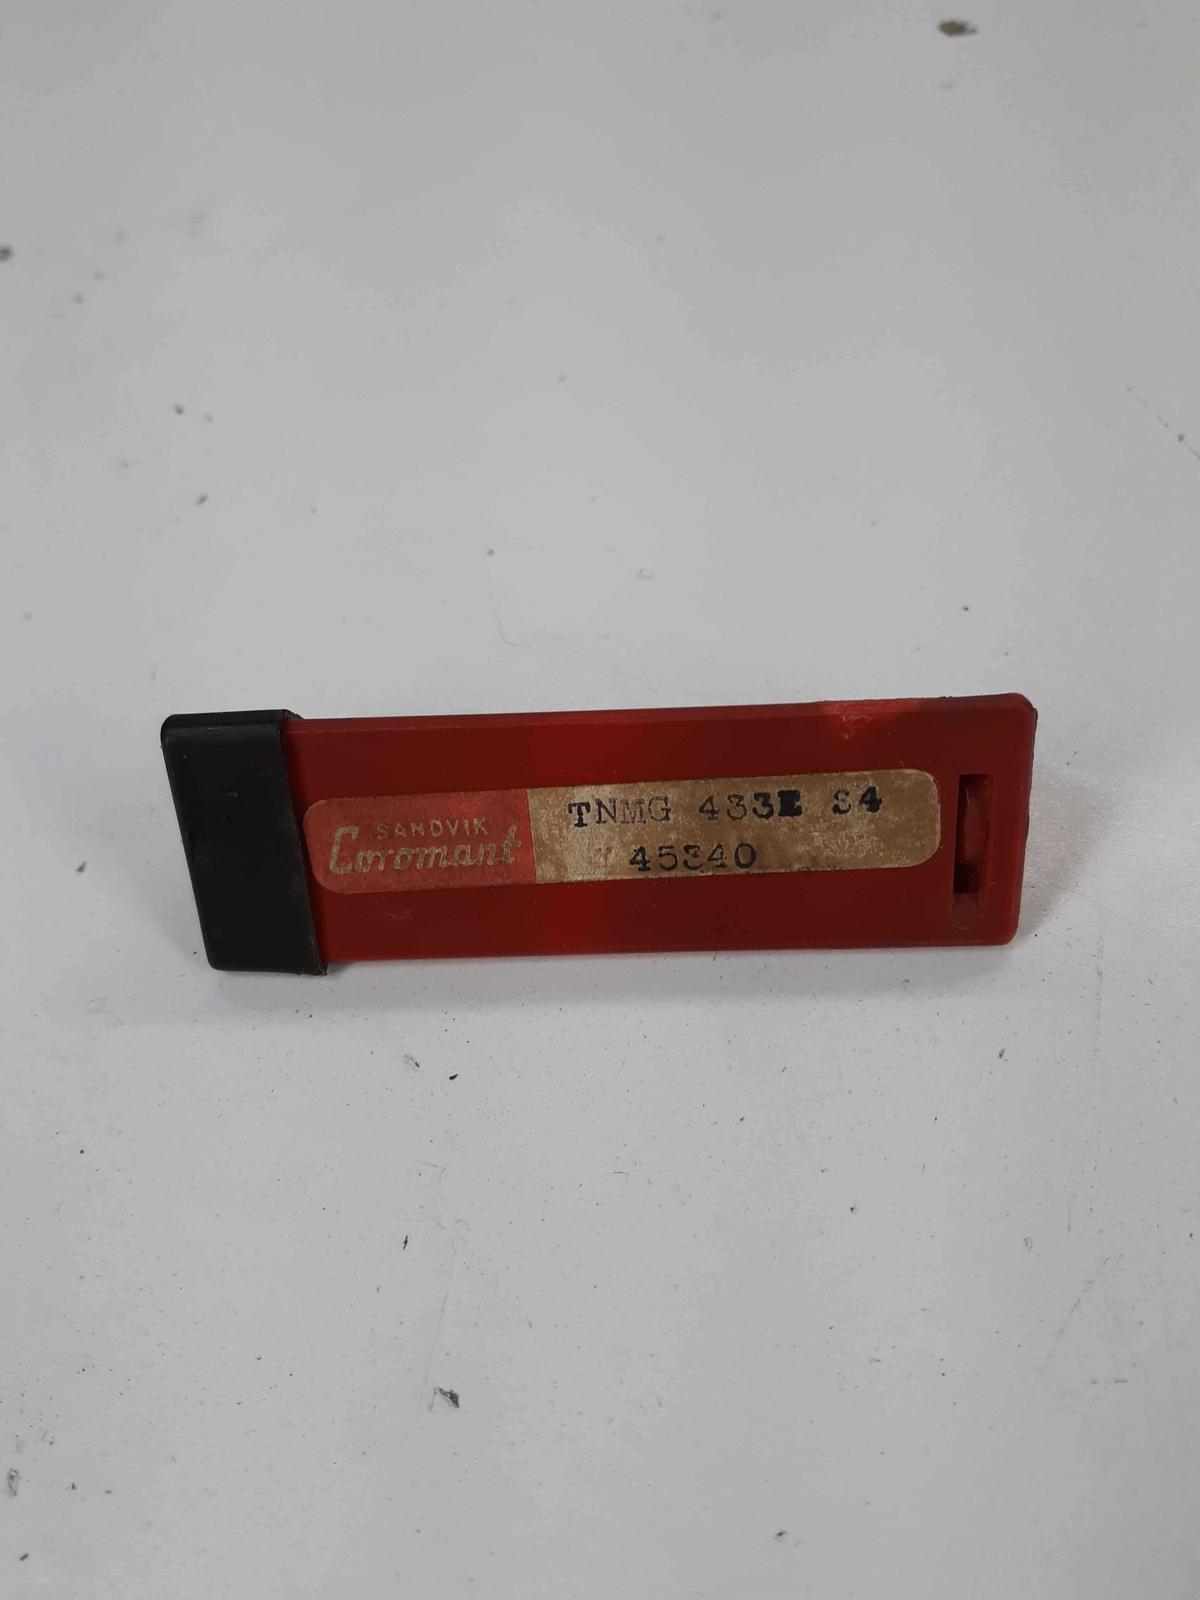 SANDVIK
Coromant
TNMG 433E S4
45340